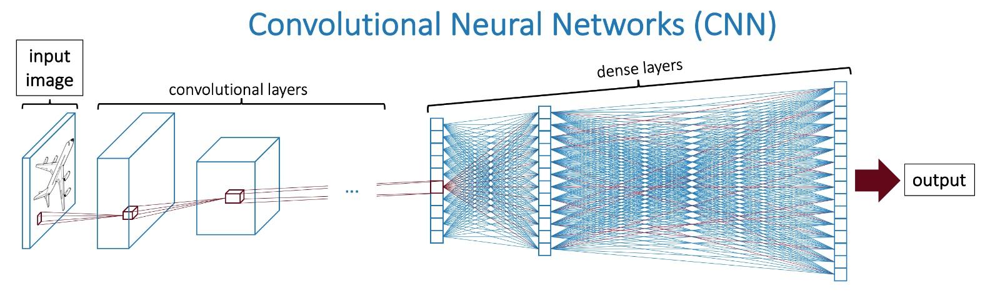 Convolutional Neural Networks (CNN)
input
image
convolutional layers
dense layers
...
output